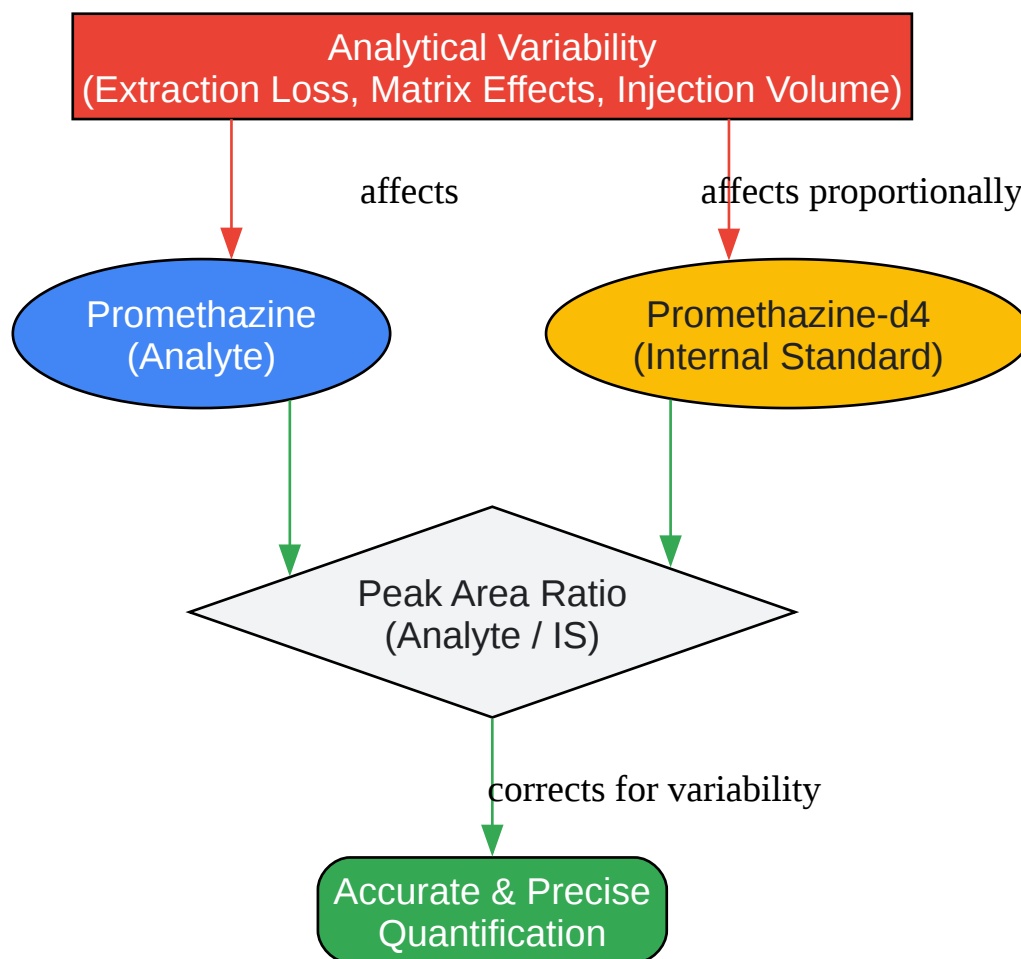 Analytical Variability
(Extraction Loss, Matrix Effects, Injection Volume)
affects
affects proportionally
Promethazine
(Analyte)
Promethazine-d4
(Internal Standard)
Peak Area Ratio
(Analyte / IS)
corrects for variability
Accurate & Precise
Quantification